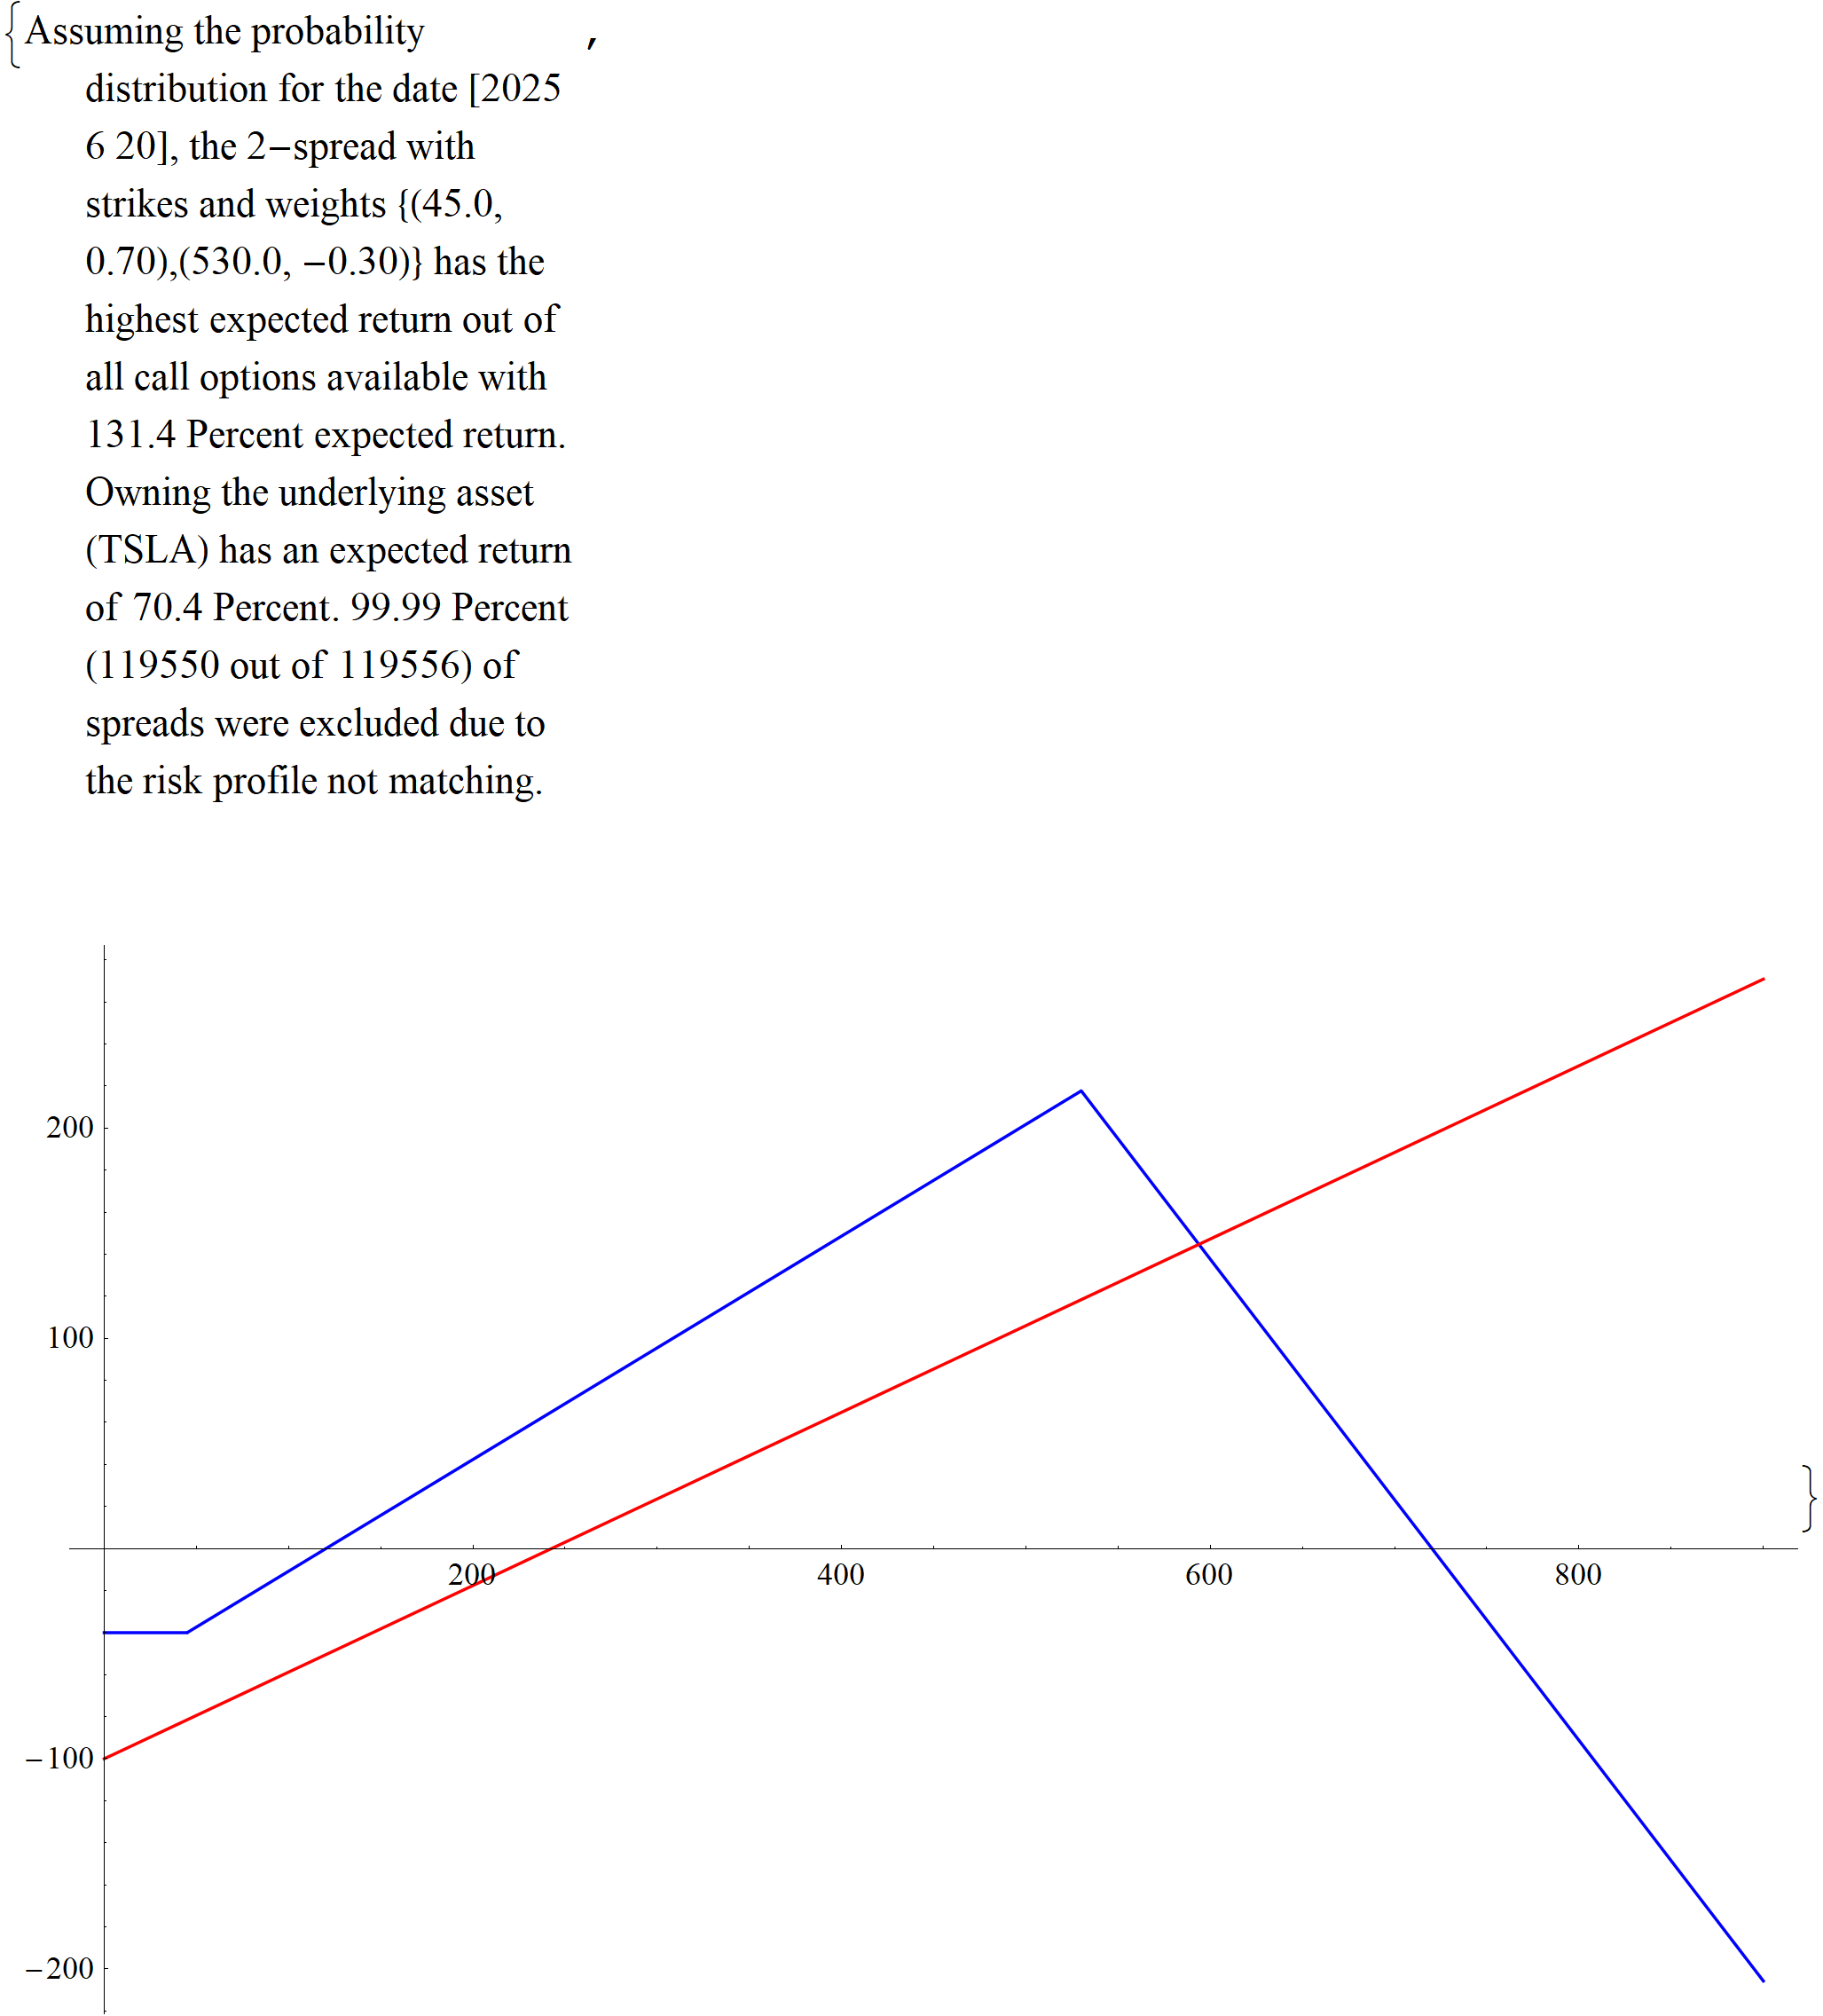 {Assuming the probability ,
distribution for the date [2025
6 20], the 2−spread with
strikes and weights {(45.0,
0.70),(530.0, −0.30)} has the
highest expected return out of
all call options available with
131.4 Percent expected return.
Owning the underlying asset
(TSLA) has an expected return
of 70.4 Percent. 99.99 Percent
(119550 out of 119556) of
spreads were excluded due to
the risk profile not matching.
200
100
}
200 400 600 800
−100
−200